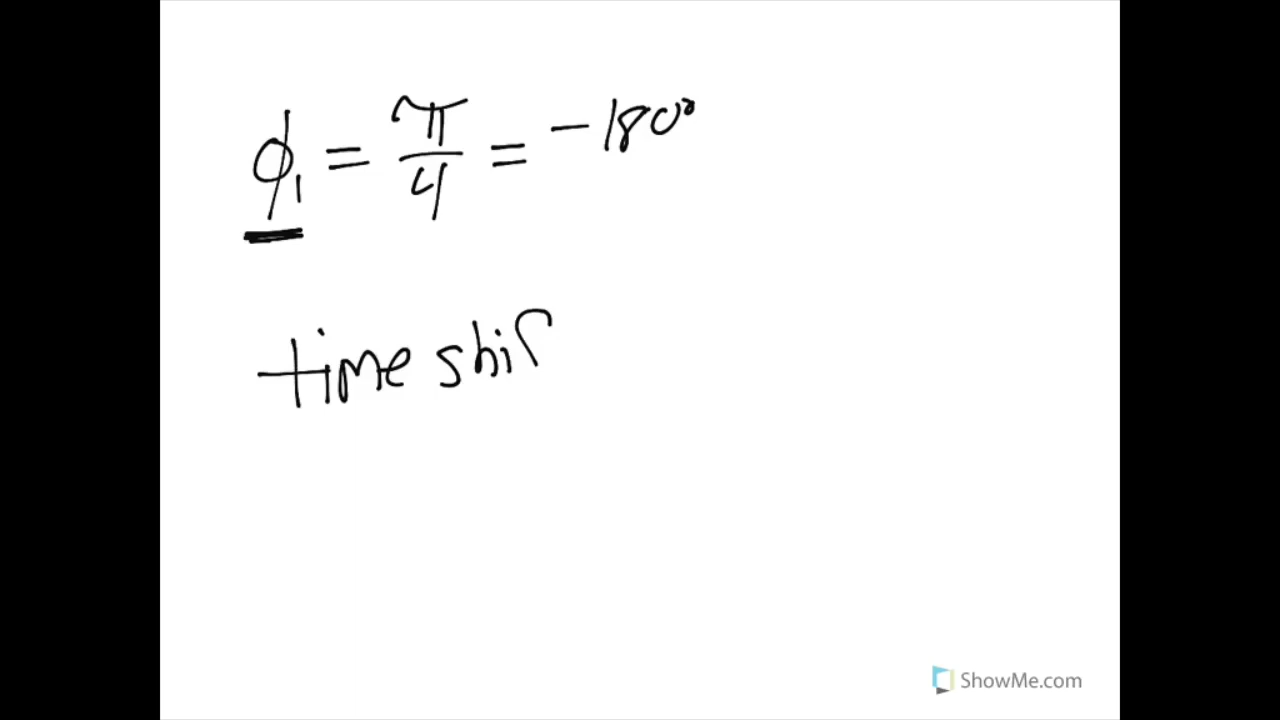 ϕ₁ = π/4 = -180°
time shif
ShowMe.com